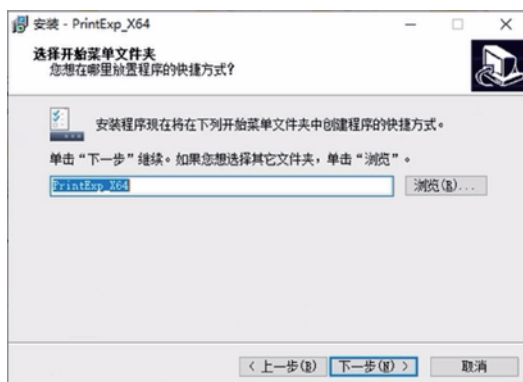 安装 - PrintExp_X64
选择开始菜单文件夹
您想在哪里放置程序的快捷方式?
安装程序现在将在下列开始菜单文件夹中创建程序的快捷方式。
单击“下一步”继续。如果您想选择其它文件夹，单击“浏览”。
PrintExp_X64
浏览(R)...
< 上一步(B)
下一步(N) >
取消